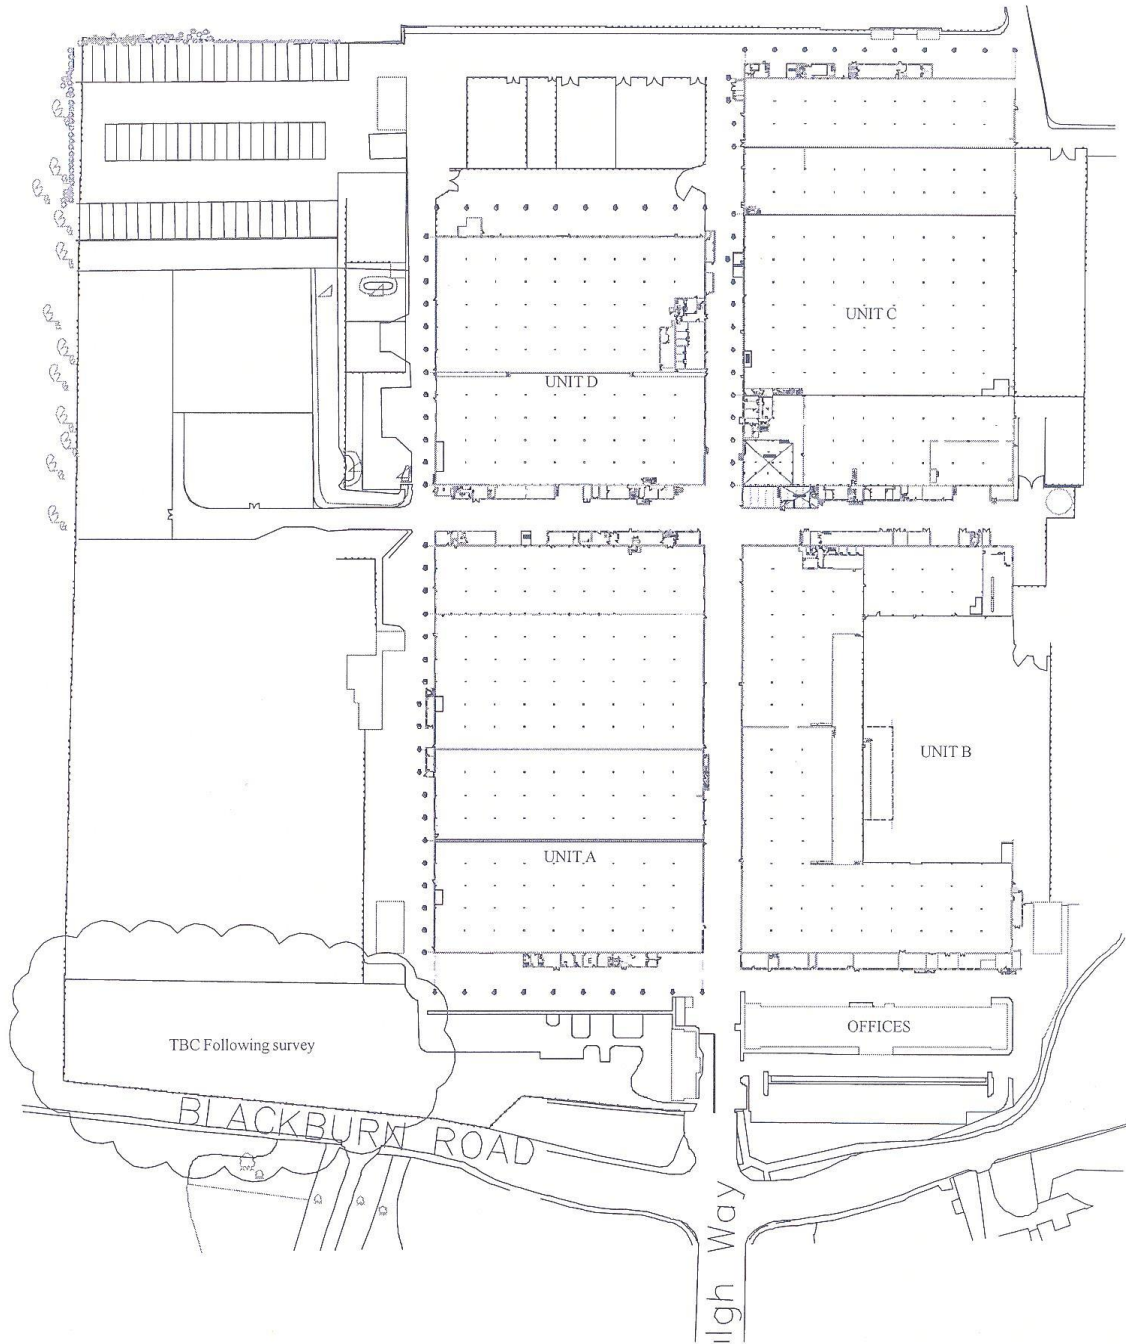 UNIT C
UNIT D
UNIT B
UNIT A
OFFICES
TBC Following survey
BLACKBURN ROAD
Way